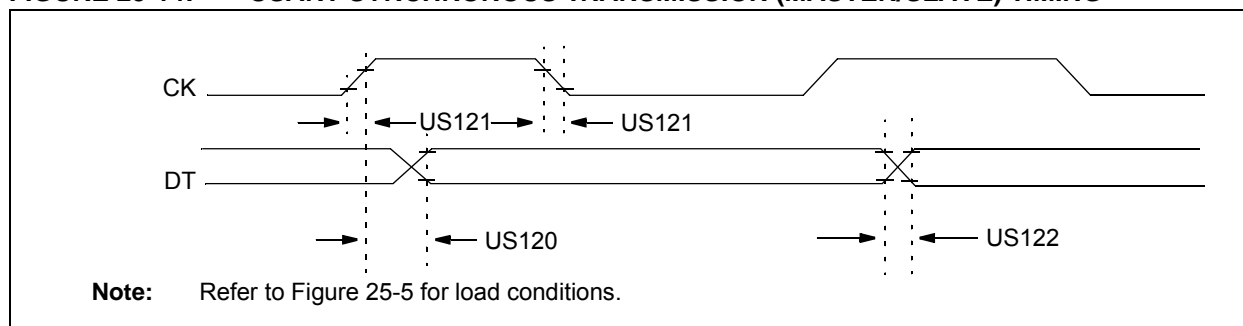 CK
US121
US121
DT
US120
US122
Note: Refer to Figure 25-5 for load conditions.